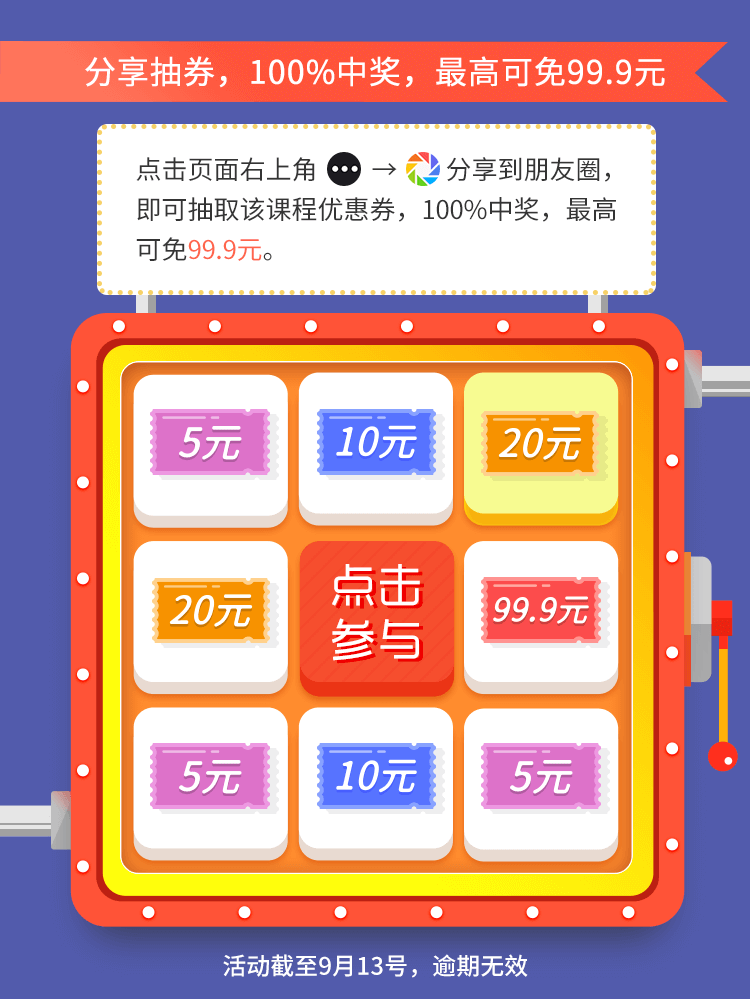 分享抽券，100%中奖，最高可免99.9元
点击页面右上角 → 分享到朋友圈，
即可抽取该课程优惠券，100%中奖，最高
可免99.9元。
5元
10元
20元
20元
点击
参与
99.9元
5元
10元
5元
活动截至9月13号，逾期无效